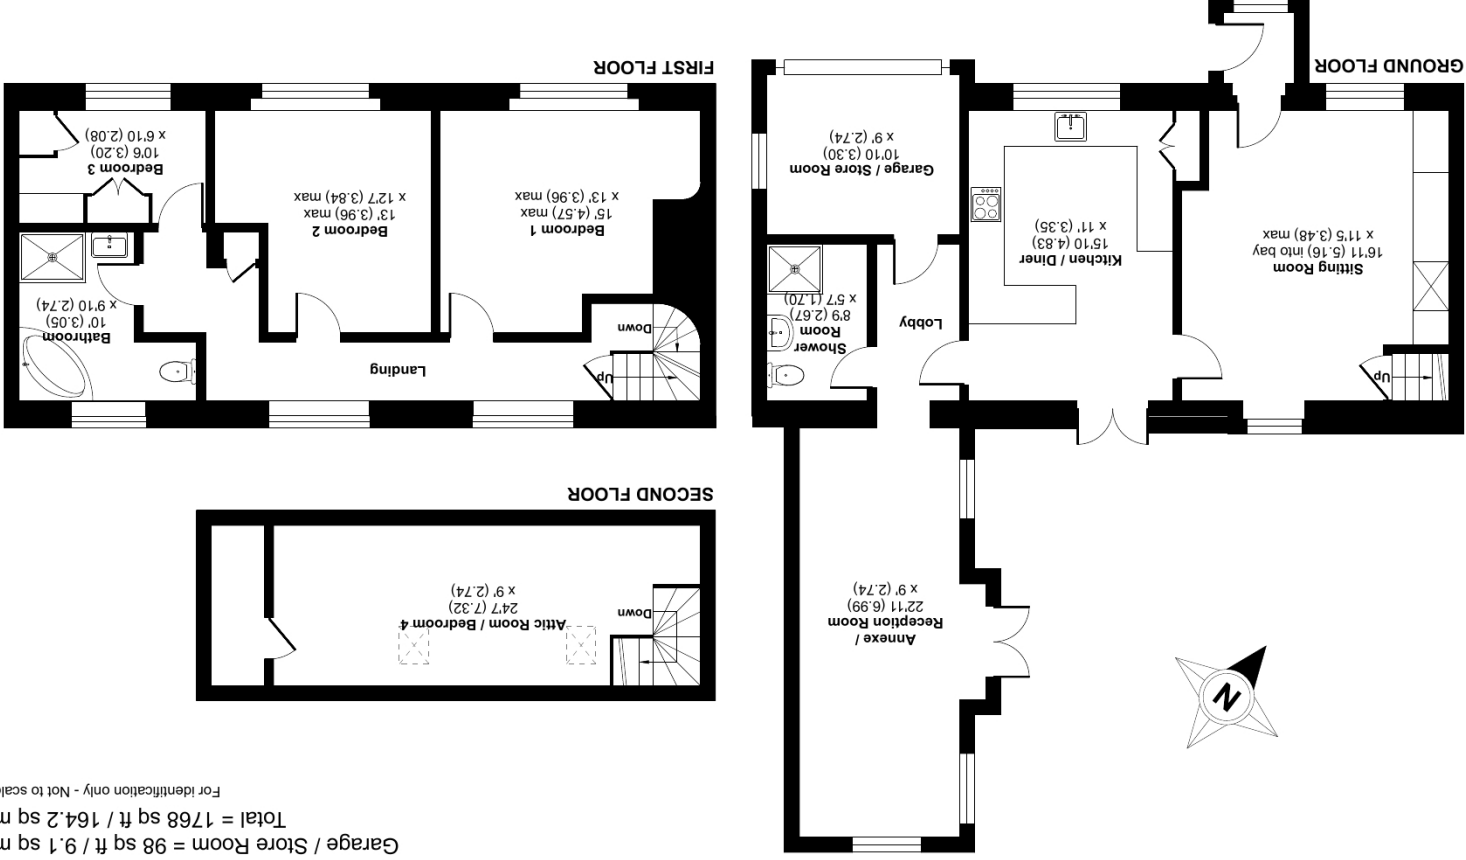 Garage / Store Room = 98 sq ft / 9.1 sq m
Total = 1768 sq ft / 164.2 sq m
For identification only - Not to scale
N
Annexe /
Reception Room
22'11 (6.99)
x 9' (2.74)
Down
Attic Room / Bedroom 4
24'7 (7.32)
x 9' (2.74)
SECOND FLOOR
Up
Sitting Room
16'11 (5.16) into bay
x 11'5 (3.48) max
Kitchen / Diner
15'10 (4.83)
x 11' (3.35)
Lobby
Shower
Room
8'9 (2.67)
x 5'7 (1.70)
Garage / Store Room
10'10 (3.30)
x 9' (2.74)
GROUND FLOOR
Up
Down
Landing
Bathroom
10' (3.05)
x 9'10 (2.74)
Bedroom 1
15' (4.57) max
x 13' (3.96) max
Bedroom 2
13' (3.96) max
x 12'7 (3.84) max
Bedroom 3
10'6 (3.20)
x 6'10 (2.08)
FIRST FLOOR